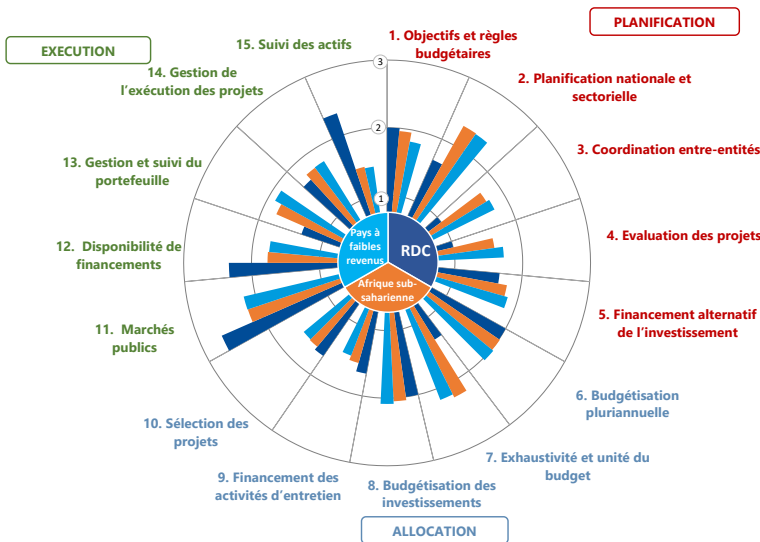 PLANIFICATION
EXECUTION
1. Objectifs et règles
budgétaires
2. Planification nationale et
sectorielle
3. Coordination entre-entités
4. Evaluation des projets
5. Financement alternatif
de l’investissement
6. Budgétisation
pluriannuelle
7. Exhaustivité et unité du
budget
8. Budgétisation des
investissements
9. Financement des
activités d’entretien
10. Sélection des
projets
11. Marchés
publics
12. Disponibilité de
financements
13. Gestion et suivi du
portefeuille
14. Gestion de
l’exécution des projets
15. Suivi des actifs
3
2
1
Pays à
faibles
revenus
RDC
Afrique sub-
saharienne
ALLOCATION